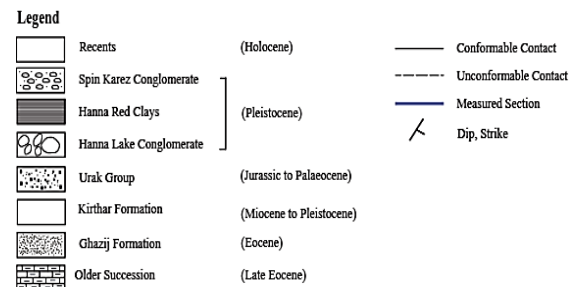 Legend
Recents (Holocene)
Spin Karez Conglomerate
Hanna Red Clays (Pleistocene)
Hanna Lake Conglomerate
Urak Group (Jurassic to Palaeocene)
Kirthar Formation (Miocene to Pleistocene)
Ghazij Formation (Eocene)
Older Succession (Late Eocene)
Conformable Contact
Unconformable Contact
Measured Section
Dip, Strike